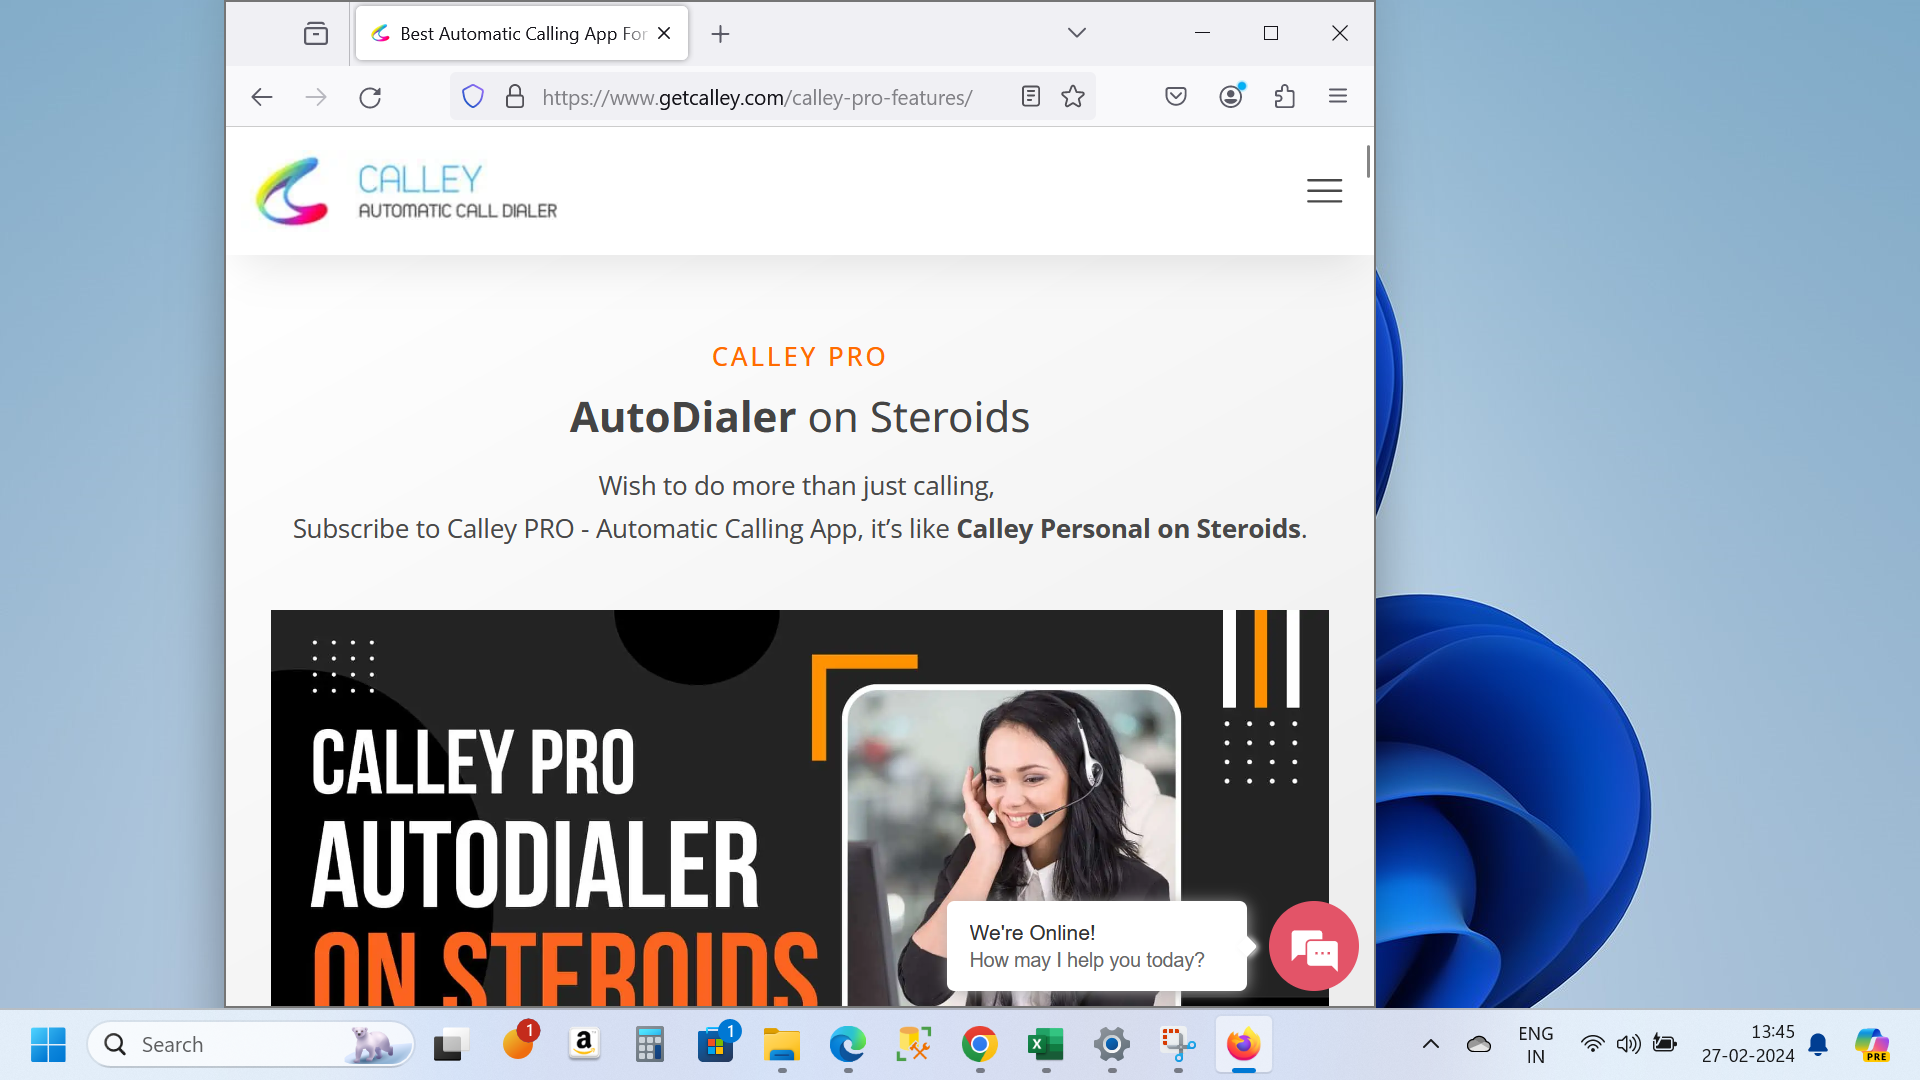 Best Automatic Calling App For
https://www.getcalley.com/calley-pro-features/
CALLEY
AUTOMATIC CALL DIALER
CALLEY PRO
AutoDialer on Steroids
Wish to do more than just calling,
Subscribe to Calley PRO - Automatic Calling App, it’s like Calley Personal on Steroids.
CALLEY PRO
AUTODIALER
ON STEROIDS
We're Online!
How may I help you today?
Search
1
a
1
X
ENG
IN
13:45
27-02-2024
PRE